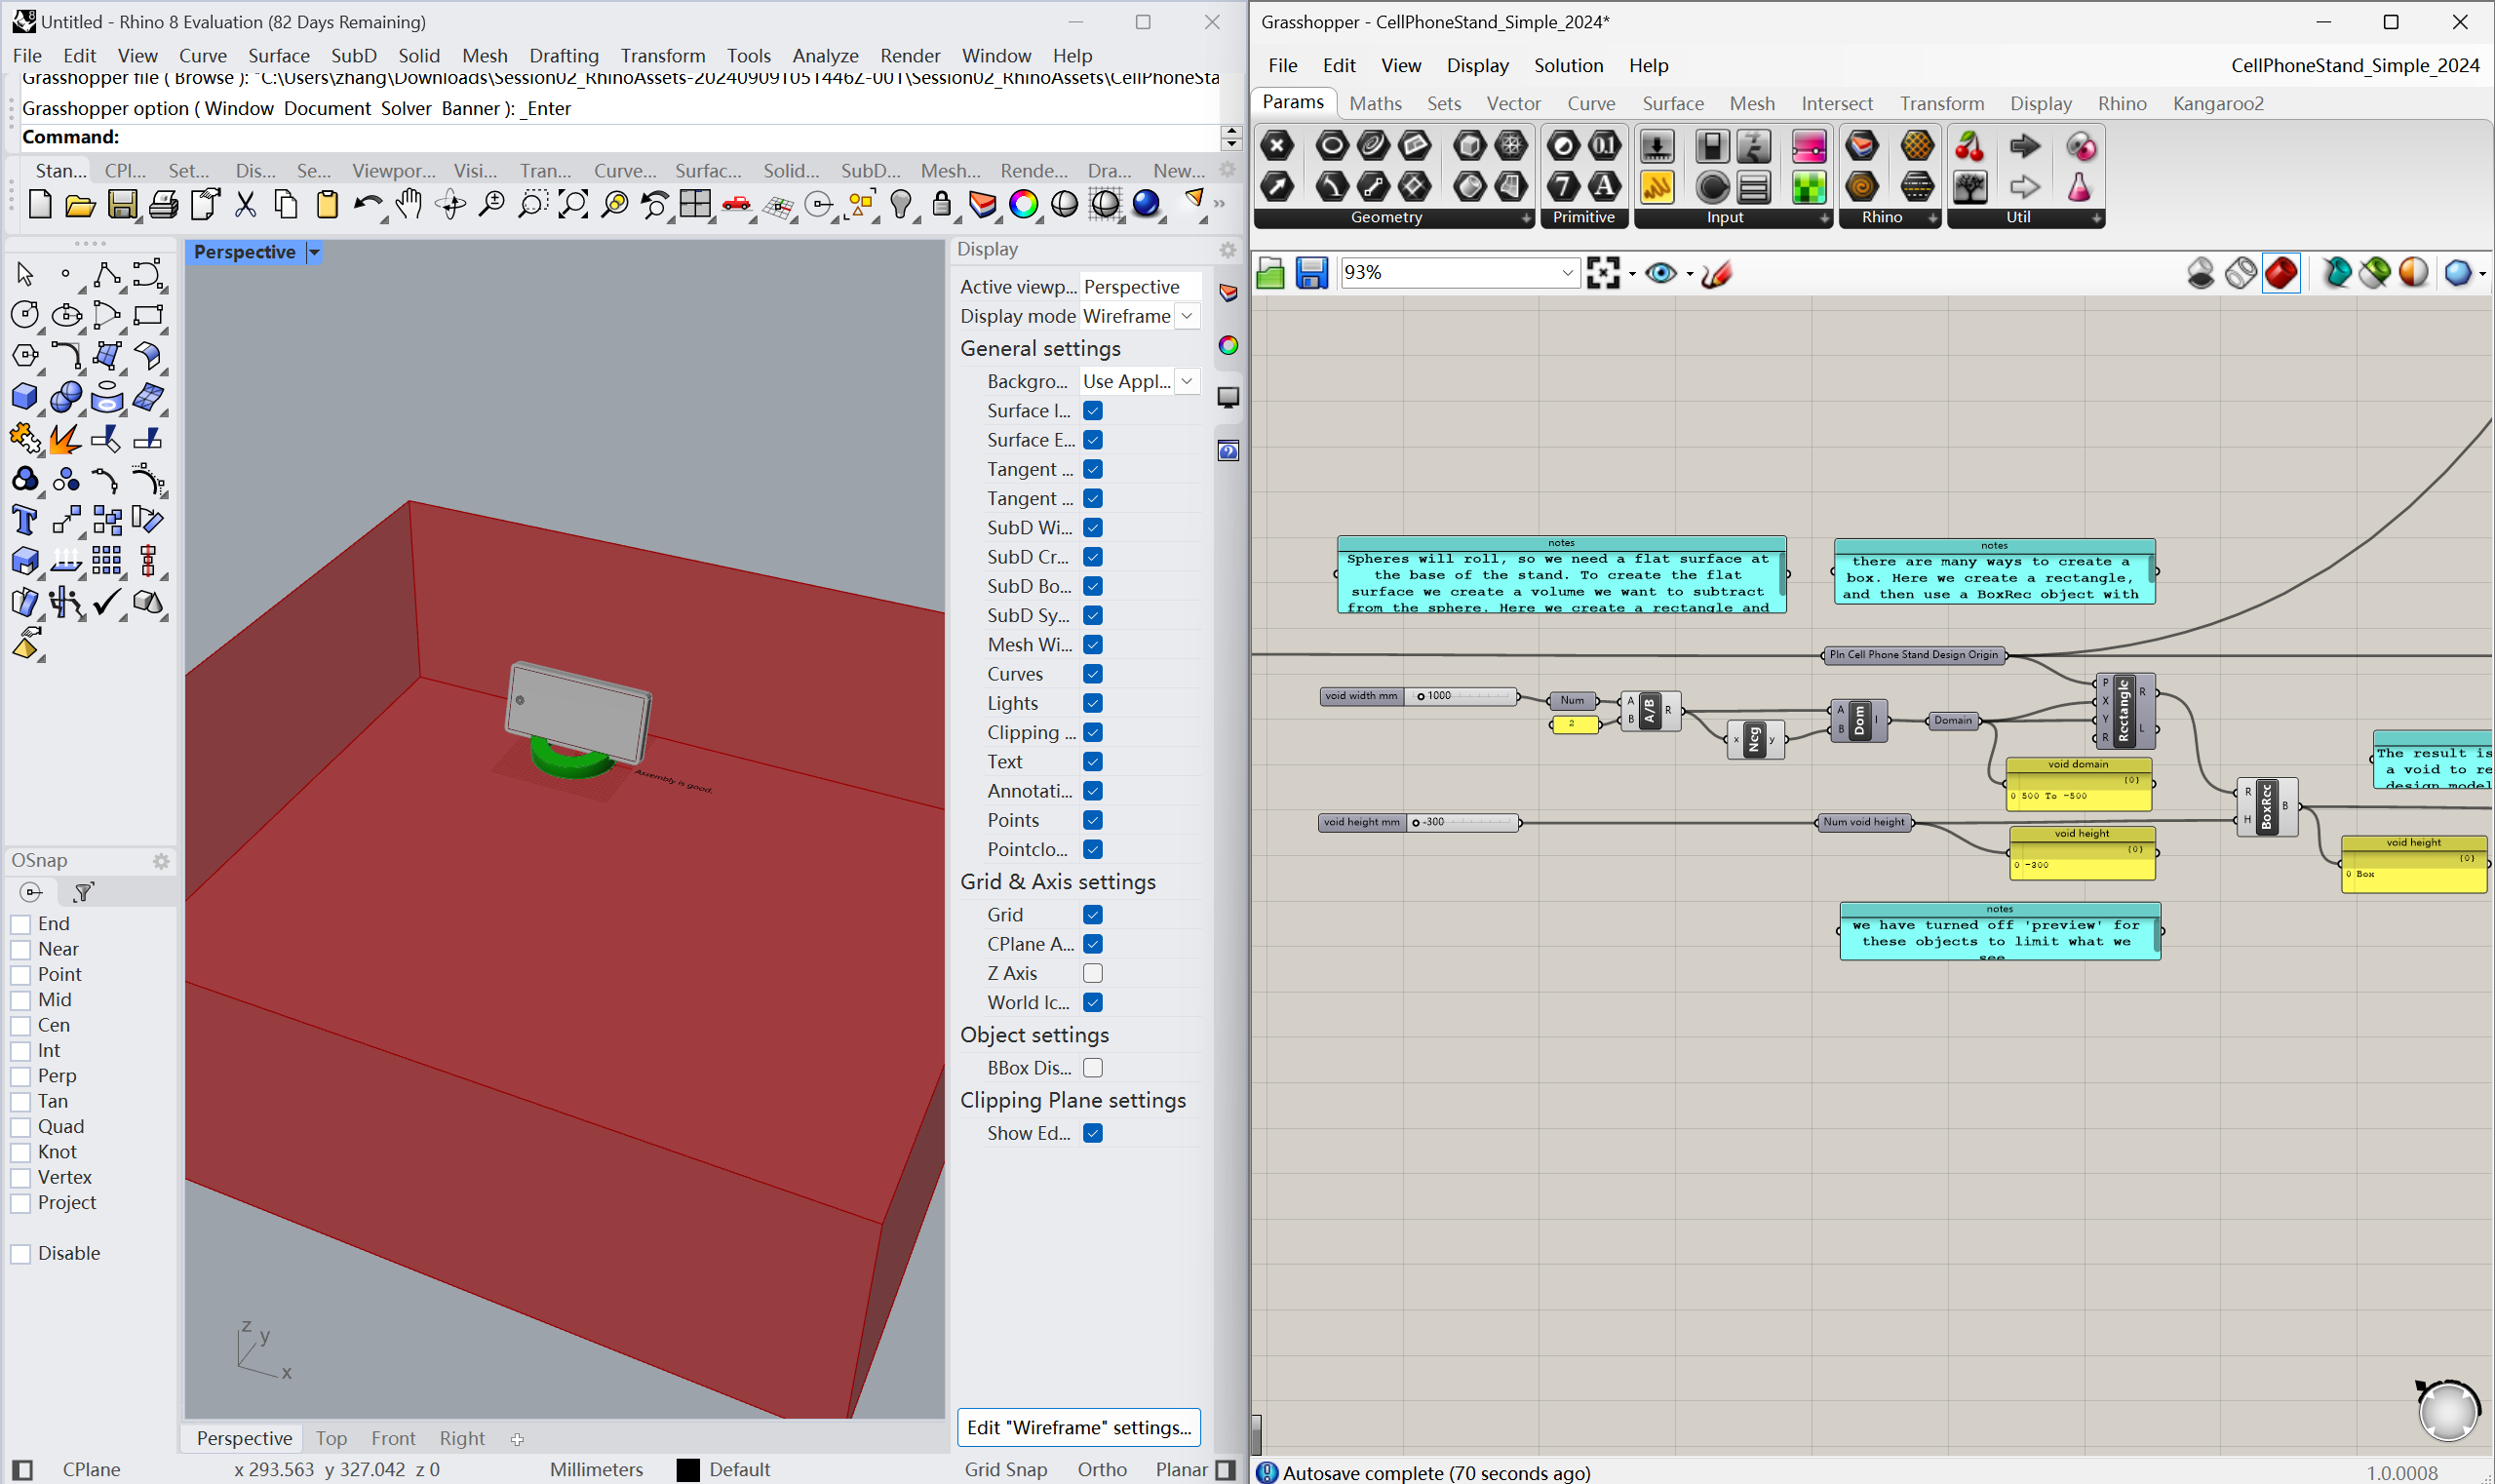 Untitled - Rhino 8 Evaluation (82 Days Remaining)
File Edit View Curve Surface SubD Solid Mesh Drafting Transform Tools Analyze Render Window Help
Grasshopper option ( Window Document Solver Banner ): _Enter
Command:
Stan... CPl... Set... Dis... Se... Viewpor... Visi... Tran... Curve... Surfac... Solid... SubD... Mesh... Rende... Dra... New...
Perspective
Assembly is good.
z
y
x
Perspective Top Front Right
OSnap
End
Near
Point
Mid
Cen
Int
Perp
Tan
Quad
Knot
Vertex
Project
Disable
Display
Active viewp... Perspective
Display mode Wireframe
General settings
Backgro... Use Appl...
Surface I...
Surface E...
Tangent ...
Tangent ...
SubD Wi...
SubD Cr...
SubD Bo...
SubD Sy...
Mesh Wi...
Curves
Lights
Clipping ...
Text
Annotati...
Points
Pointclo...
Grid & Axis settings
Grid
CPlane A...
Z Axis
World Ic...
Object settings
BBox Dis...
Clipping Plane settings
Show Ed...
Edit "Wireframe" settings...
CPlane x 293.563 y 327.042 z 0 Millimeters Default Grid Snap Ortho Planar
Grasshopper - CellPhoneStand_Simple_2024*
File Edit View Display Solution Help CellPhoneStand_Simple_2024
Params Maths Sets Vector Curve Surface Mesh Intersect Transform Display Rhino Kangaroo2
Geometry Primitive Input Rhino Util
93%
notes
Spheres will roll, so we need a flat surface at
the base of the stand. To create the flat
surface we create a volume we want to subtract
from the sphere. Here we create a rectangle and
notes
there are many ways to create a
box. Here we create a rectangle,
and then use a BoxRec object with
Pln Cell Phone Stand Design Origin
void width mm 1000
Num
2
A B A/B R
x Neg y
A B Dom I
Domain
P X Y R Rectangle R L
void domain
{0}
0 500 To -500
void height mm -300
Num void height
void height
{0}
0 -300
R H BoxRec B
The result is
a void to re
design model
void height
{0}
0 Box
notes
we have turned off 'preview' for
these objects to limit what we
see
Autosave complete (70 seconds ago) 1.0.0008